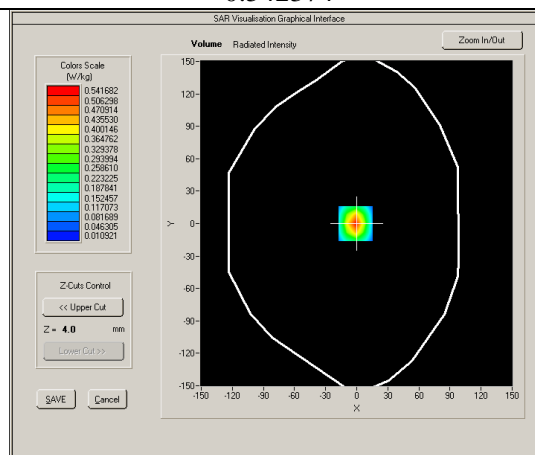 SAR Visualisation Graphical Interface
Volume Radiated Intensity
Zoom In/Out
Colors Scale
(W/kg)
0.541682
0.506298
0.470914
0.435530
0.400146
0.364762
0.329378
0.293994
0.258610
0.223225
0.187841
0.152457
0.117073
0.081689
0.046305
0.010921
Z-Cuts Control
<< Upper Cut
Z = 4.0 mm
Lower Cut >>
SAVE
Cancel
150-
120-
90-
60-
30-
0-
-30-
-60-
-90-
-120-
-150-
Y
-150 -120 -90 -60 -30 0 30 60 90 120 150
X